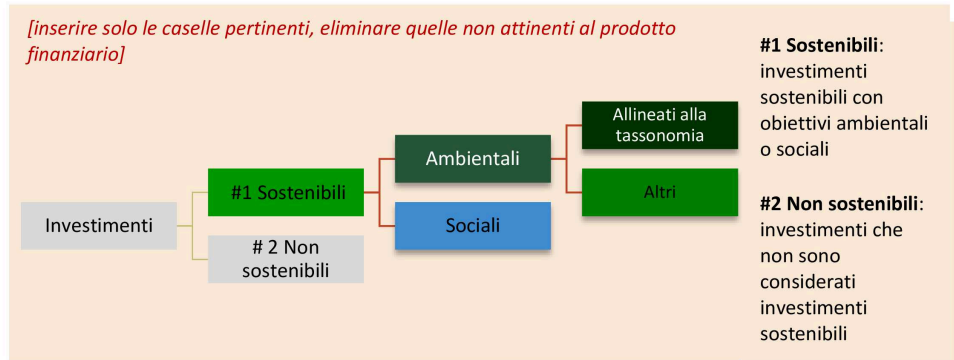 [inserire solo le caselle pertinenti, eliminare quelle non attinenti al prodotto
finanziario]
Investimenti
#1 Sostenibili
# 2 Non
sostenibili
Ambientali
Sociali
Allineati alla
tassonomia
Altri
#1 Sostenibili:
investimenti
sostenibili con
obiettivi ambientali
o sociali
#2 Non sostenibili:
investimenti che
non sono
considerati
investimenti
sostenibili